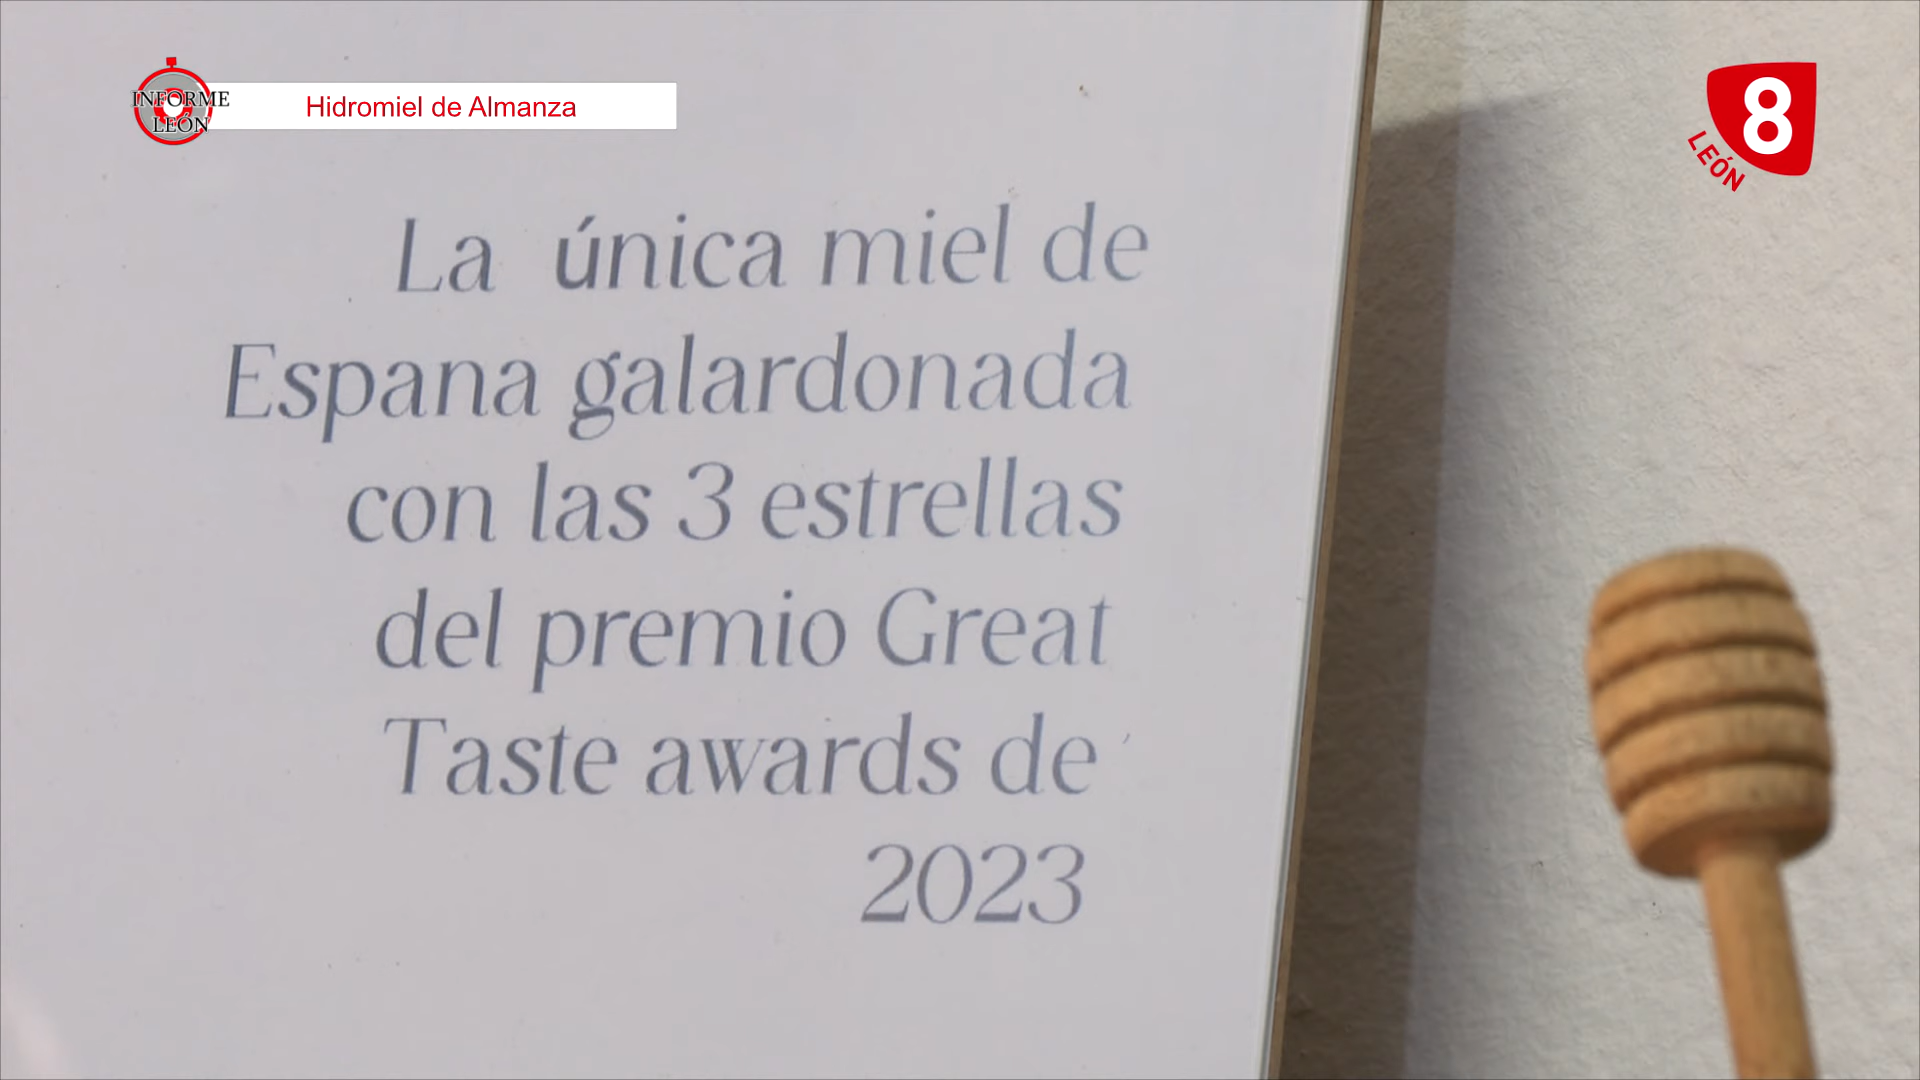 INFORME
LEÓN
Hidromiel de Almanza
8
LEÓN
La única miel de
Espana galardonada
con las 3 estrellas
del premio Great
Taste awards de
2023